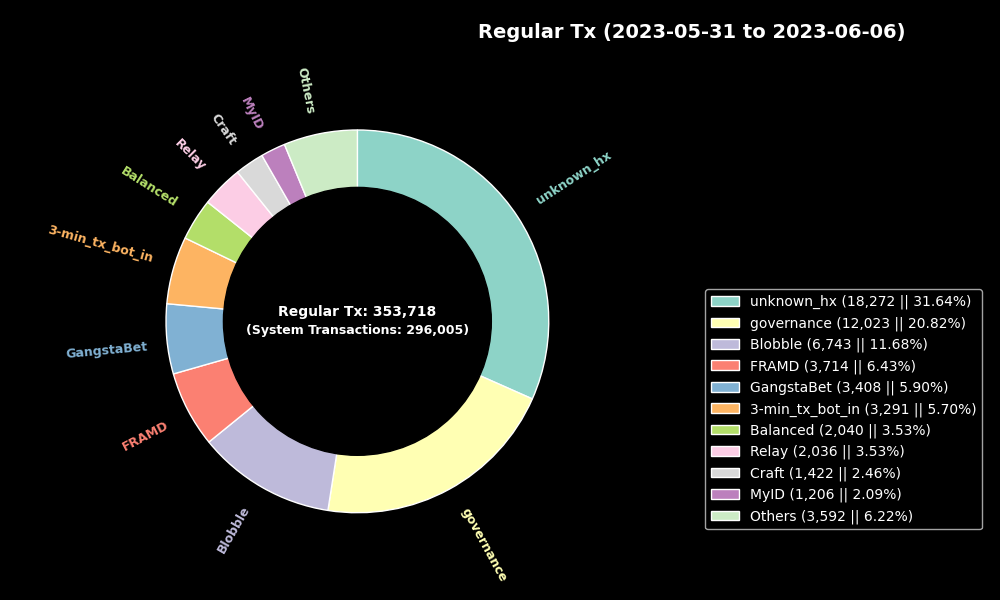 Regular Tx (2023-05-31 to 2023-06-06)
Others
MyID
Craft
Relay
Balanced
3-min_tx_bot_in
GangstaBet
FRAMD
Blobble
governance
unknown_hx
Regular Tx: 353,718
(System Transactions: 296,005)
unknown_hx (18,272 || 31.64%)
governance (12,023 || 20.82%)
Blobble (6,743 || 11.68%)
FRAMD (3,714 || 6.43%)
GangstaBet (3,408 || 5.90%)
3-min_tx_bot_in (3,291 || 5.70%)
Balanced (2,040 || 3.53%)
Relay (2,036 || 3.53%)
Craft (1,422 || 2.46%)
MyID (1,206 || 2.09%)
Others (3,592 || 6.22%)